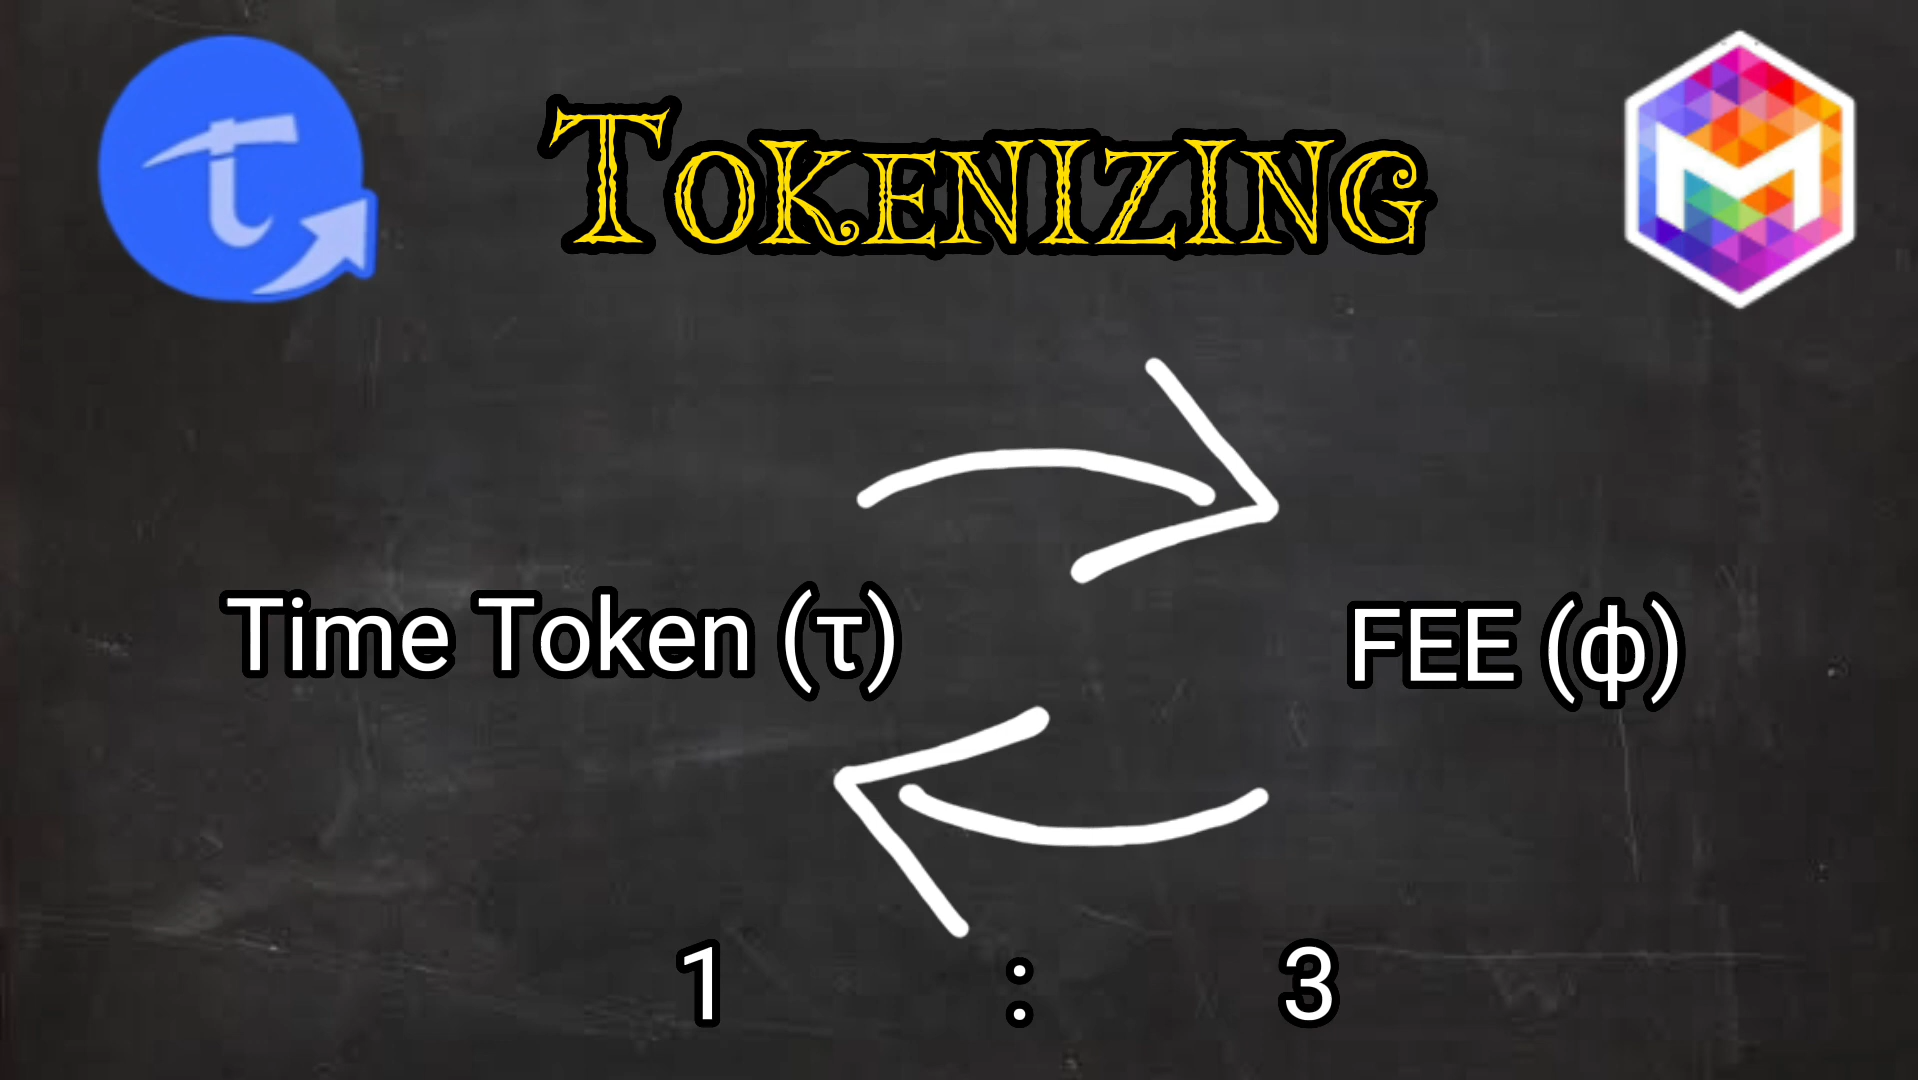 TOKENIZING
Time Token (τ)
FEE (ф)
1 : 3